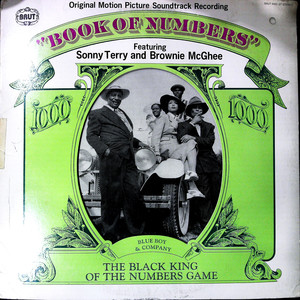 Original Motion Picture Soundtrack Recording
BRUT
"BOOK OF NUMBERS"
Featuring
Sonny Terry and Brownie McGhee
1000 1000
BLUE BOY
& COMPANY
THE BLACK KING
OF THE NUMBERS GAME